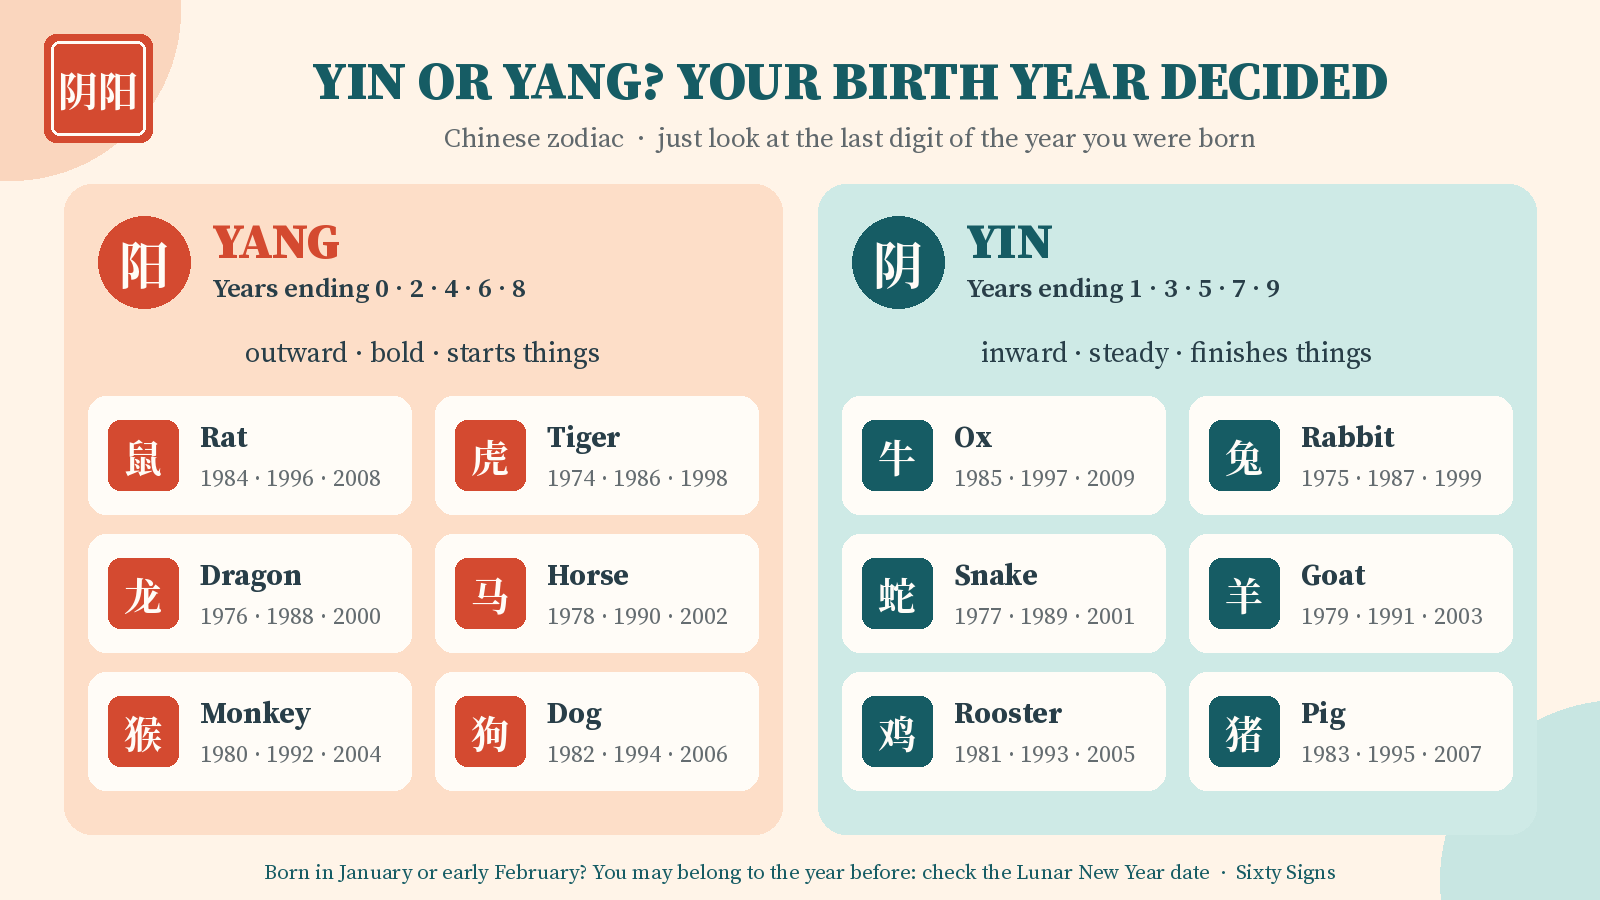 阴阳
YIN OR YANG? YOUR BIRTH YEAR DECIDED
Chinese zodiac · just look at the last digit of the year you were born
阳
YANG
Years ending 0 · 2 · 4 · 6 · 8
outward · bold · starts things
鼠
Rat
1984 · 1996 · 2008
虎
Tiger
1974 · 1986 · 1998
龙
Dragon
1976 · 1988 · 2000
马
Horse
1978 · 1990 · 2002
猴
Monkey
1980 · 1992 · 2004
狗
Dog
1982 · 1994 · 2006
阴
YIN
Years ending 1 · 3 · 5 · 7 · 9
inward · steady · finishes things
牛
Ox
1985 · 1997 · 2009
兔
Rabbit
1975 · 1987 · 1999
蛇
Snake
1977 · 1989 · 2001
羊
Goat
1979 · 1991 · 2003
鸡
Rooster
1981 · 1993 · 2005
猪
Pig
1983 · 1995 · 2007
Born in January or early February? You may belong to the year before: check the Lunar New Year date · Sixty Signs